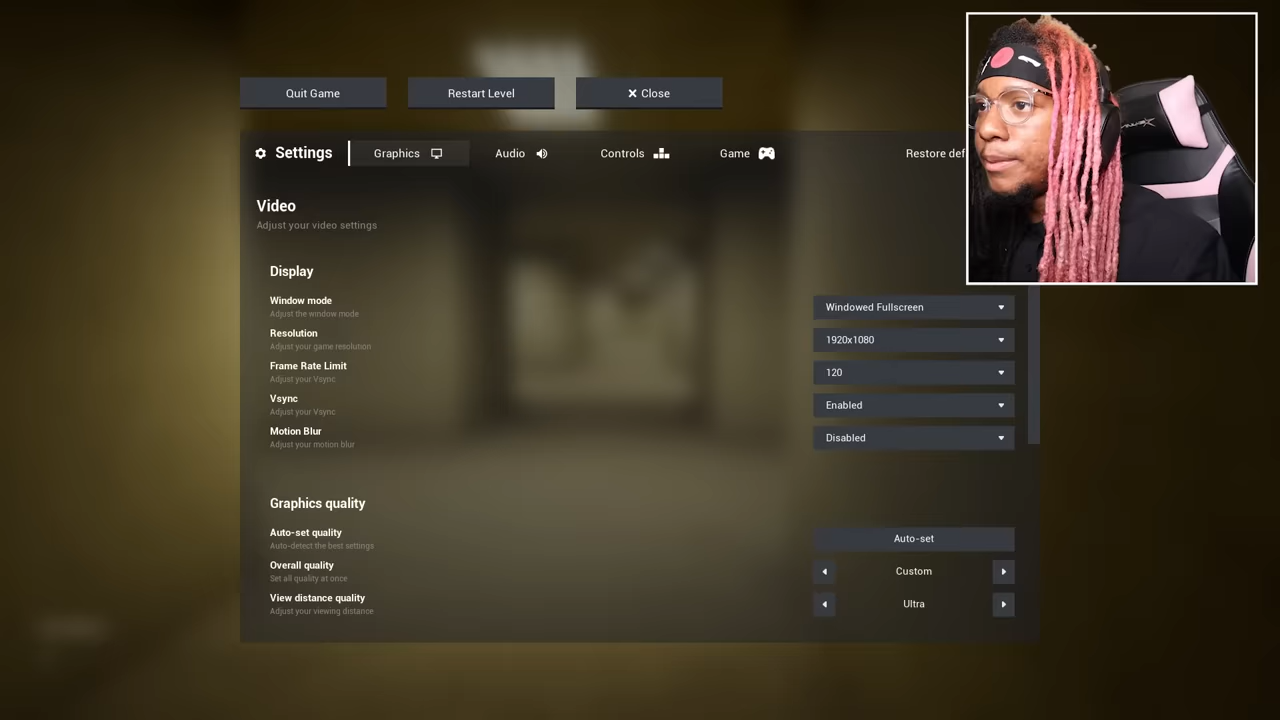 Quit Game
Restart Level
Close
Settings
Graphics
Audio
Controls
Game
Restore def
Video
Adjust your video settings
Display
Window mode
Adjust the window mode
Windowed Fullscreen
Resolution
Adjust your game resolution
1920x1080
Frame Rate Limit
Adjust your Vsync
120
Vsync
Adjust your Vsync
Enabled
Motion Blur
Adjust your motion blur
Disabled
Graphics quality
Auto-set quality
Auto-detect the best settings
Auto-set
Overall quality
Set all quality at once
Custom
View distance quality
Adjust your viewing distance
Ultra